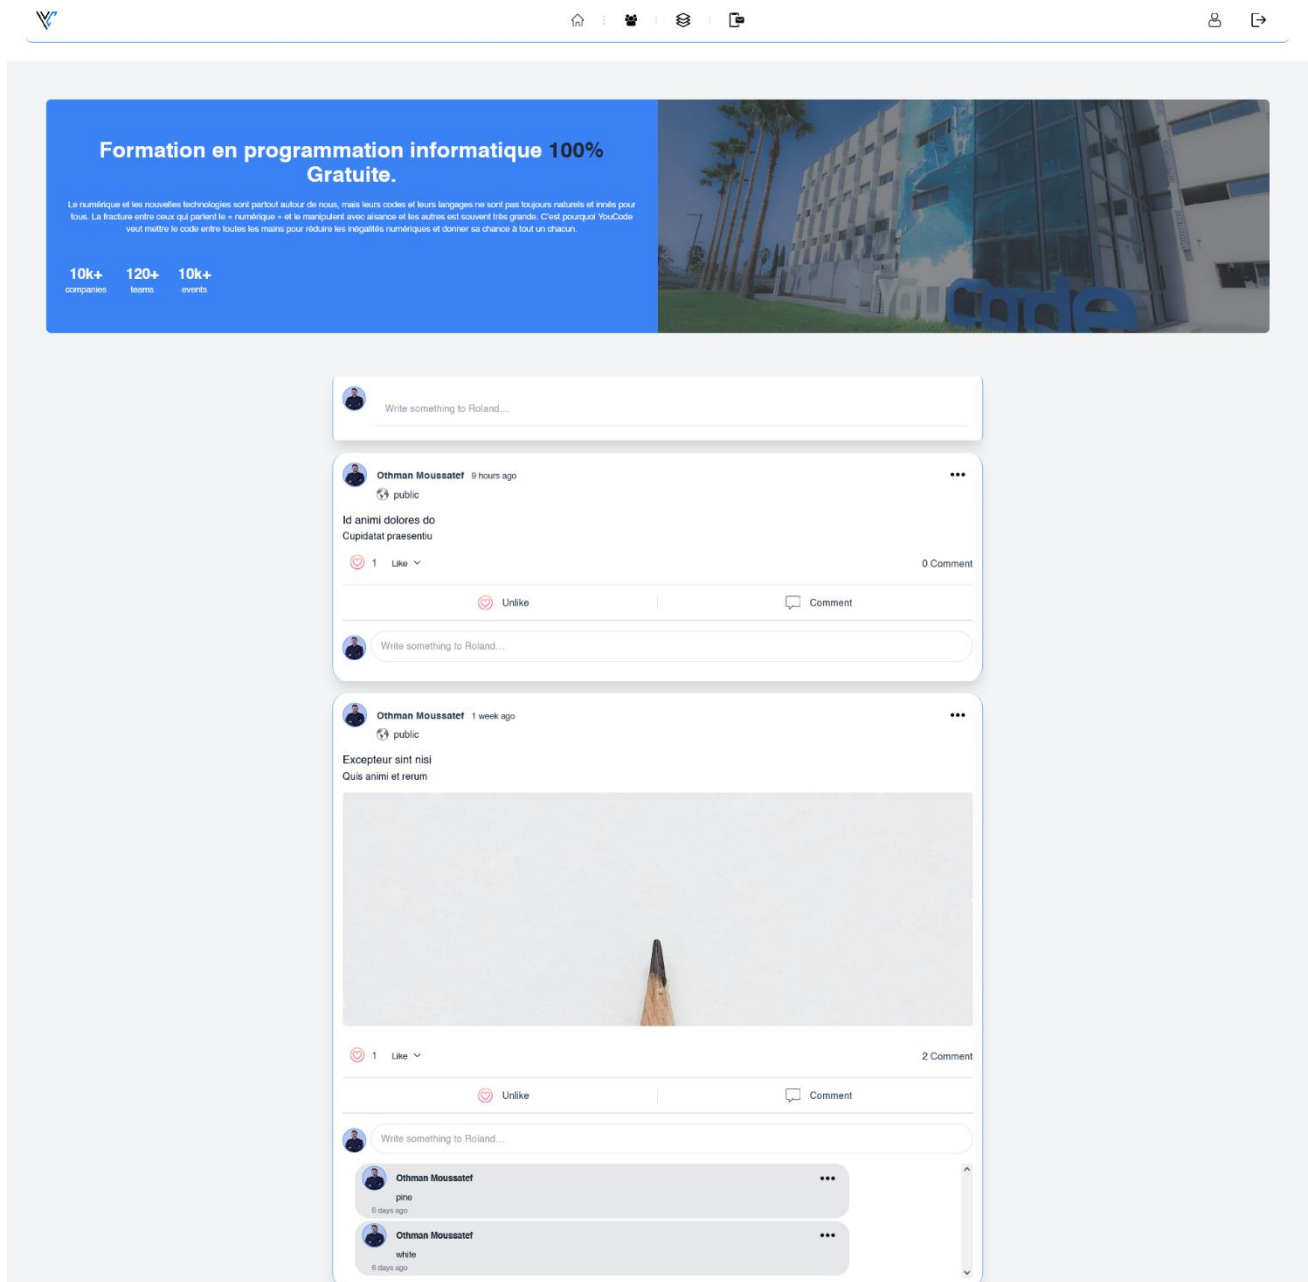 Formation en programmation informatique 100%
Gratuite.
Le numérique et les nouvelles technologies sont partout autour de nous, mais leurs codes et leurs langages ne sont pas toujours naturels et innés pour
tous. La fracture entre ceux qui parlent le « numérique » et le manipulent avec aisance et les autres est souvent très grande. C'est pourquoi YouCode
veut mettre le code entre toutes les mains pour réduire les inégalités numériques et donner sa chance à tout un chacun.
10k+ 120+ 10k+
companies teams events
YouCode
Write something to Roland...
Othman Moussatef 9 hours ago
public
Id animi dolores do
Cupidatat praesentiu
1 Like 0 Comment
Unlike Comment
Write something to Roland...
Othman Moussatef 1 week ago
public
Excepteur sint nisi
Quis animi et rerum
1 Like 2 Comment
Unlike Comment
Write something to Roland...
Othman Moussatef
pine
6 days ago
Othman Moussatef
white
6 days ago